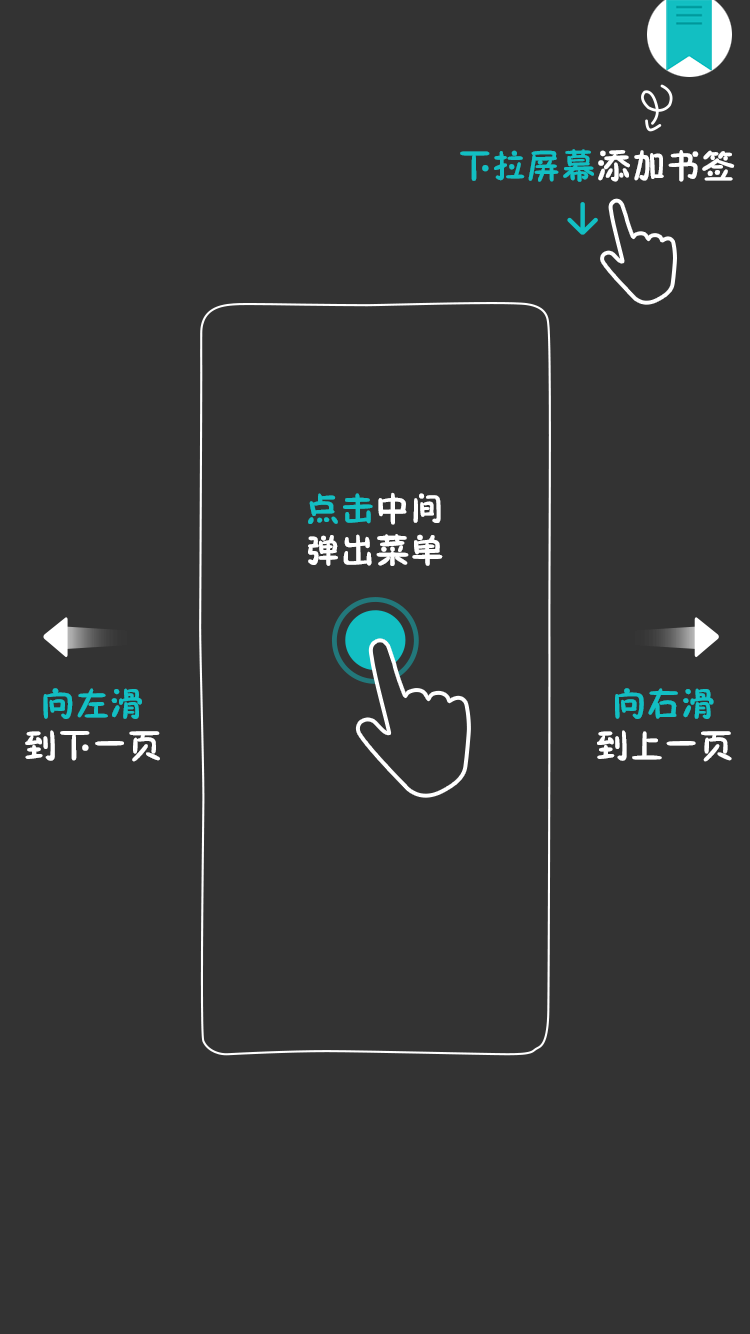 下拉屏幕添加书签
点击中间
弹出菜单
向左滑
到下一页
向右滑
到上一页